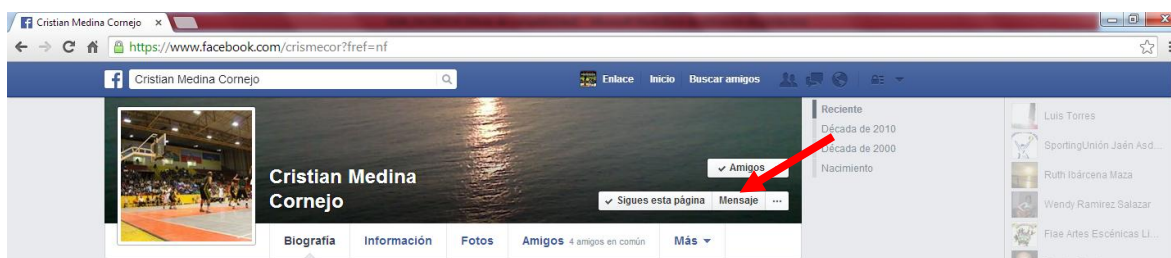 Cristian Medina Cornejo
https://www.facebook.com/crismecor?fref=nf
Cristian Medina Cornejo
Enlace Inicio Buscar amigos
Reciente
Década de 2010
Década de 2000
Nacimiento
Luis Torres
SportingUnión Jaén Asd...
Ruth Ibárcena Maza
Wendy Ramirez Salazar
Fiae Artes Escénicas Li...
Cristian Medina
Cornejo
Amigos
Sigues esta página Mensaje ...
Biografía Información Fotos Amigos 4 amigos en común Más